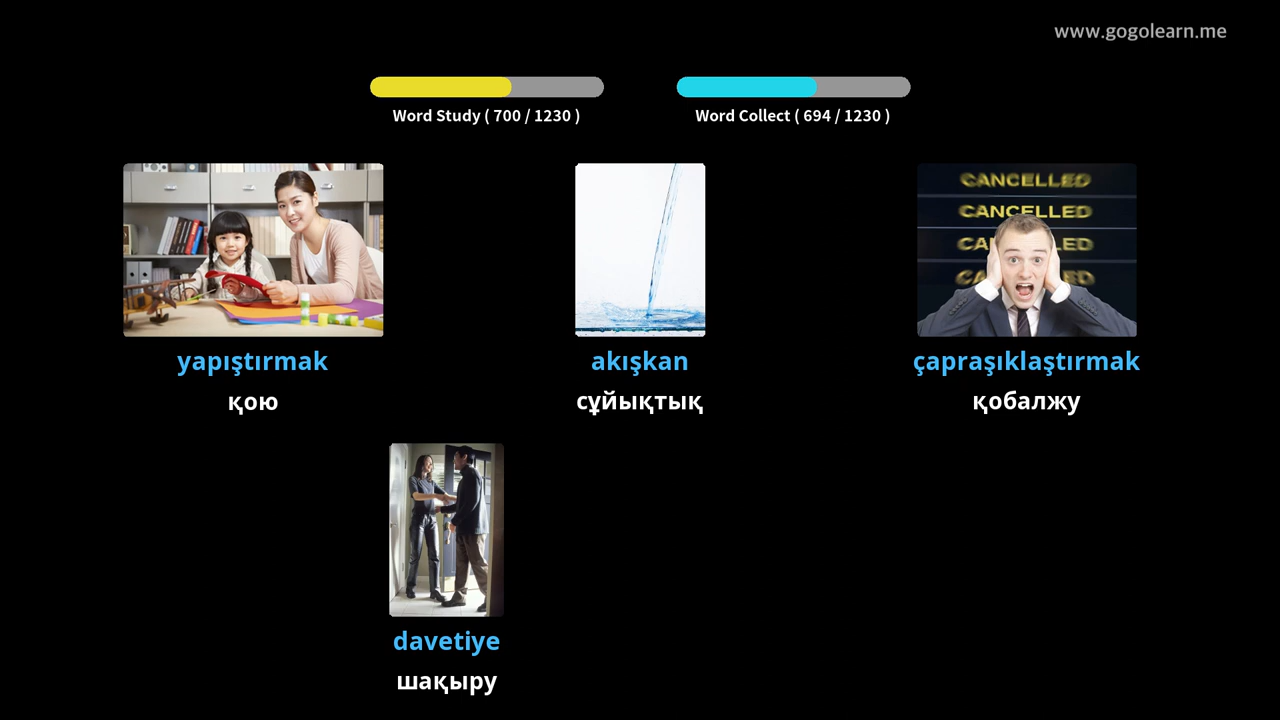 www.gogolearn.me
Word Study ( 700 / 1230 )
Word Collect ( 694 / 1230 )
CANCELLED
CANCELLED
yapıştırmak
akışkan
çapraşıklaştırmak
қою
сұйықтық
қобалжу
davetiye
шақыру